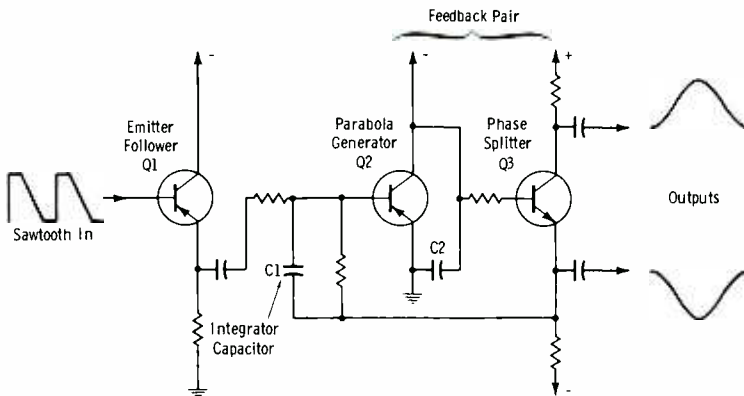 Feedback Pair
-
-
+
Emitter
Follower
Q1
Parabola
Generator
Q2
Phase
Splitter
Q3
Sawtooth In
Outputs
C1
C2
Integrator
Capacitor
-